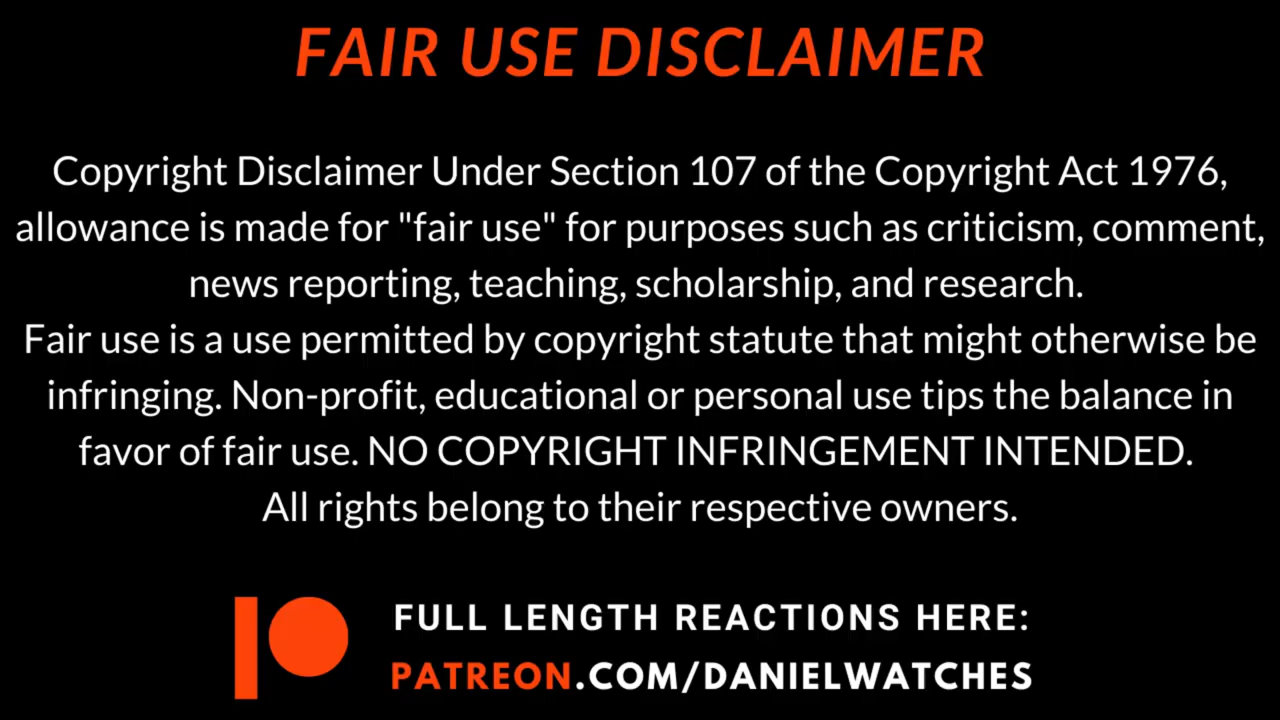 FAIR USE DISCLAIMER
Copyright Disclaimer Under Section 107 of the Copyright Act 1976,
allowance is made for "fair use" for purposes such as criticism, comment,
news reporting, teaching, scholarship, and research.
Fair use is a use permitted by copyright statute that might otherwise be
infringing. Non-profit, educational or personal use tips the balance in
favor of fair use. NO COPYRIGHT INFRINGEMENT INTENDED.
All rights belong to their respective owners.
FULL LENGTH REACTIONS HERE:
PATREON.COM/DANIELWATCHES